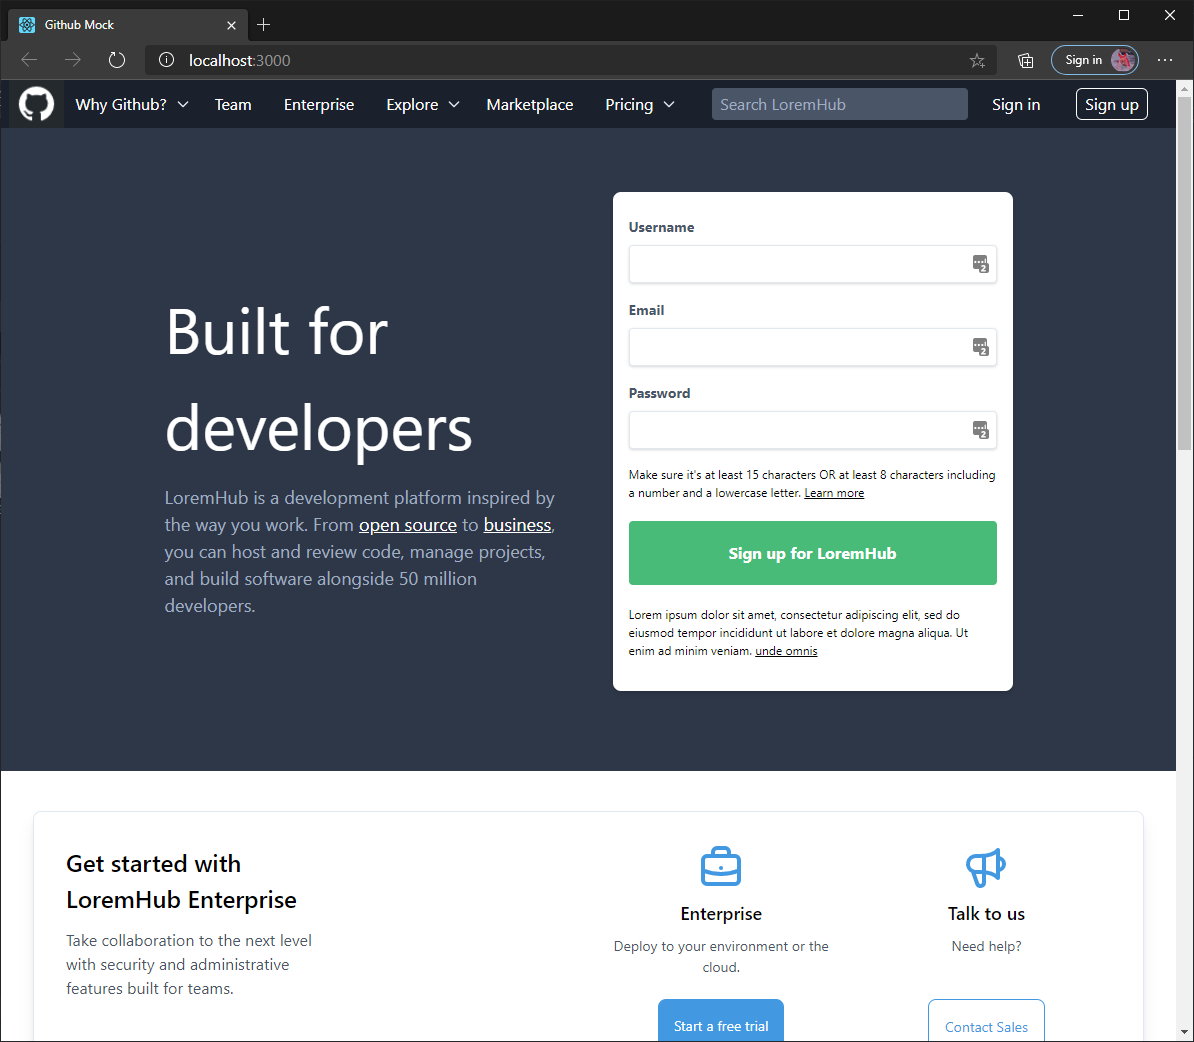 Github Mock
localhost:3000
Sign in
Why Github?
Team
Enterprise
Explore
Marketplace
Pricing
Search LoremHub
Sign in
Sign up
Built for
developers
LoremHub is a development platform inspired by
the way you work. From open source to business,
you can host and review code, manage projects,
and build software alongside 50 million
developers.
Username
2
Email
2
Password
2
Make sure it's at least 15 characters OR at least 8 characters including
a number and a lowercase letter. Learn more
Sign up for LoremHub
Lorem ipsum dolor sit amet, consectetur adipiscing elit, sed do
eiusmod tempor incididunt ut labore et dolore magna aliqua. Ut
enim ad minim veniam. unde omnis
Get started with
LoremHub Enterprise
Take collaboration to the next level
with security and administrative
features built for teams.
Enterprise
Deploy to your environment or the
cloud.
Start a free trial
Talk to us
Need help?
Contact Sales